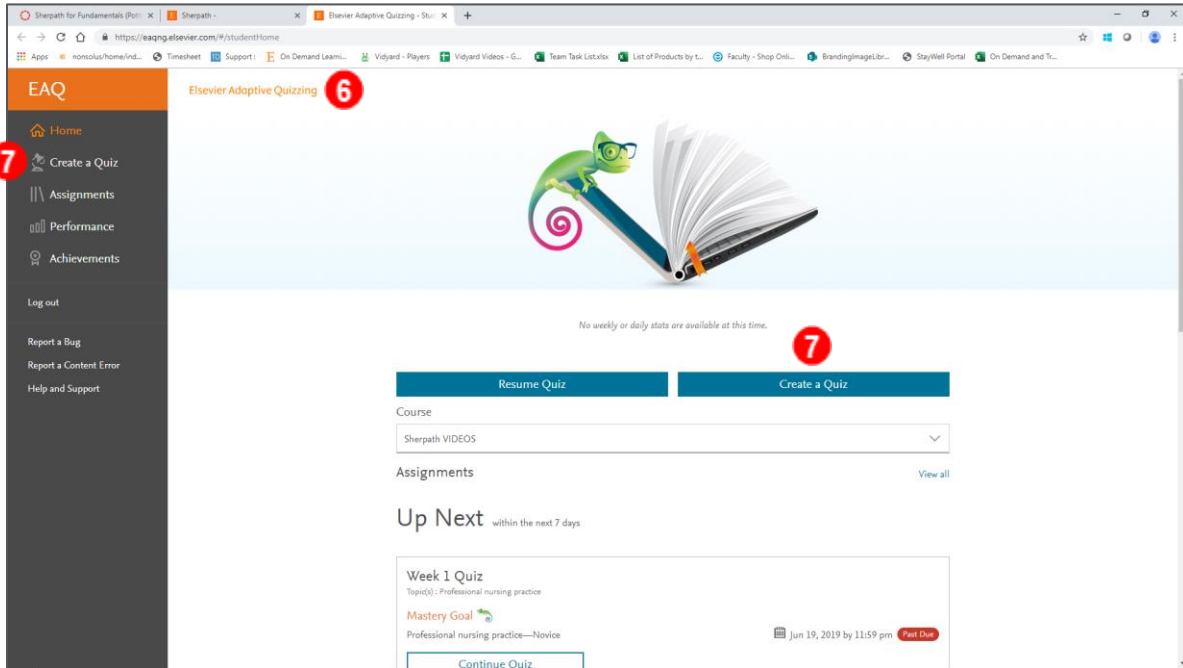 Sherpath for Fundamentals (Pott
Sherpath -
Elsevier Adaptive Quizzing - Stud
https://eaqng.elsevier.com/#/studentHome
Apps nonsolus/home/ind... Timesheet Support: On Demand Learni... Vidyard - Players Vidyard Videos - G... Team Task List.xlsx List of Products by t... Faculty - Shop Onli... BrandingImageLibr... StayWell Portal On Demand and Tr...
EAQ
Elsevier Adaptive Quizzing 6
Home
7 Create a Quiz
Assignments
Performance
Achievements
Log out
Report a Bug
Report a Content Error
Help and Support
No weekly or daily stats are available at this time.
7
Resume Quiz
Create a Quiz
Course
Sherpath VIDEOS
Assignments
View all
Up Next within the next 7 days
Week 1 Quiz
Topic(s) : Professional nursing practice
Mastery Goal
Professional nursing practice—Novice
Jun 19, 2019 by 11:59 pm Past Due
Continue Quiz